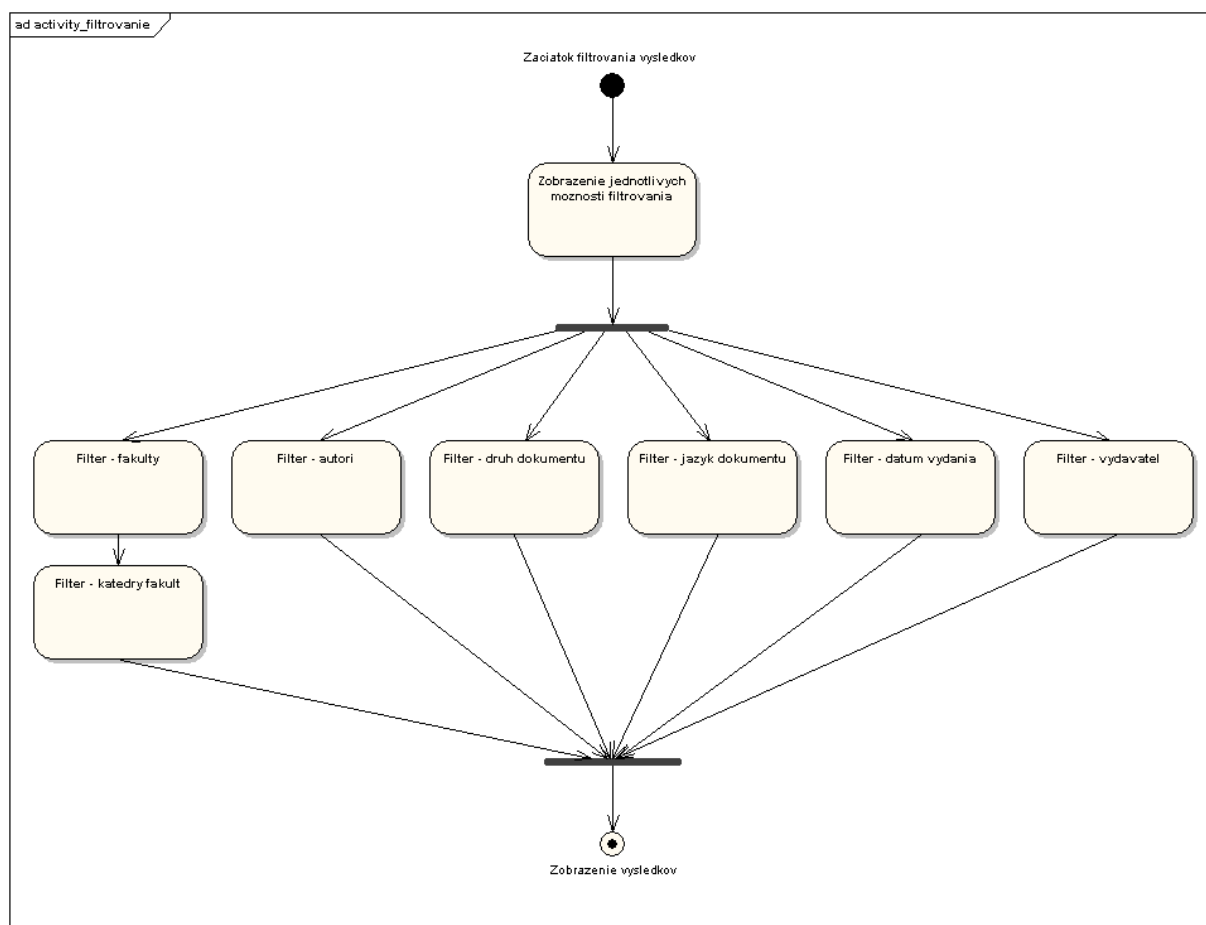 ad activity_filtrovanie
Zaciatok filtrovania vysledkov
Zobrazenie jednotlivych
moznosti filtrovania
Filter - fakulty
Filter - autori
Filter - druh dokumentu
Filter - jazyk dokumentu
Filter - datum vydania
Filter - vydavatel
Filter - katedry fakult
Zobrazenie vysledkov